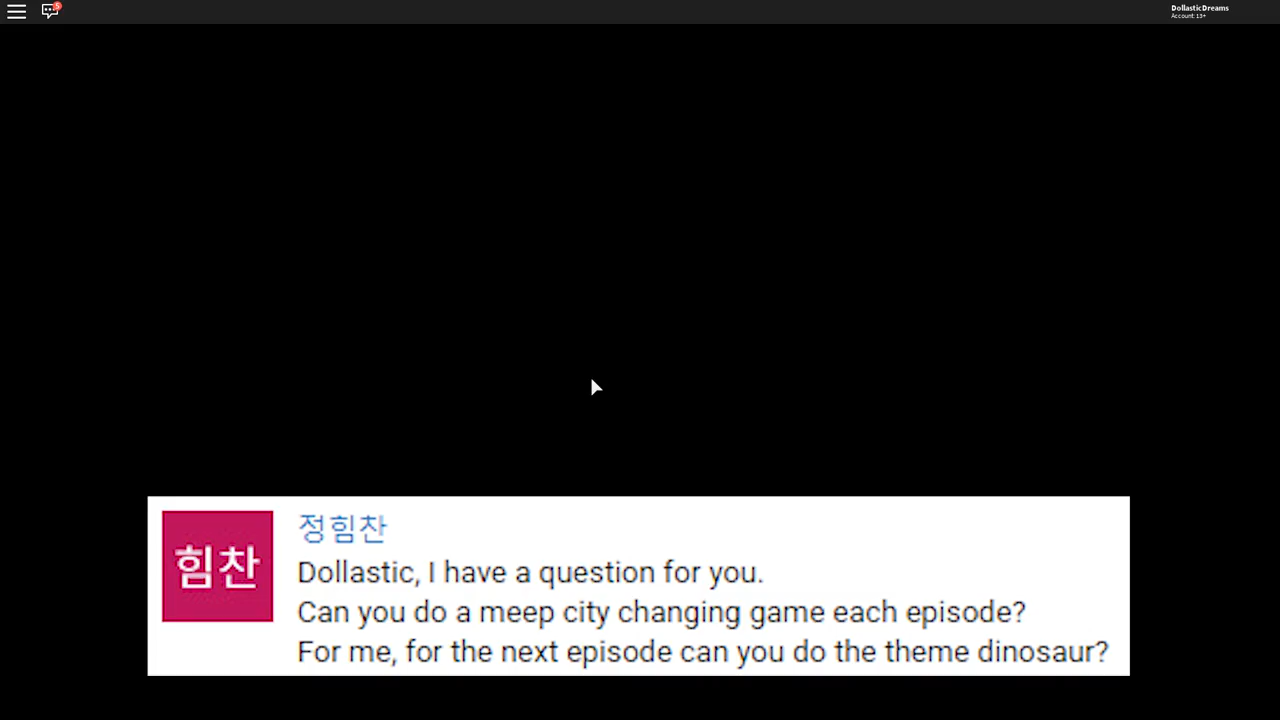 5
DollasticDreams
Account: 13+
힘찬
정힘찬
Dollastic, I have a question for you.
Can you do a meep city changing game each episode?
For me, for the next episode can you do the theme dinosaur?